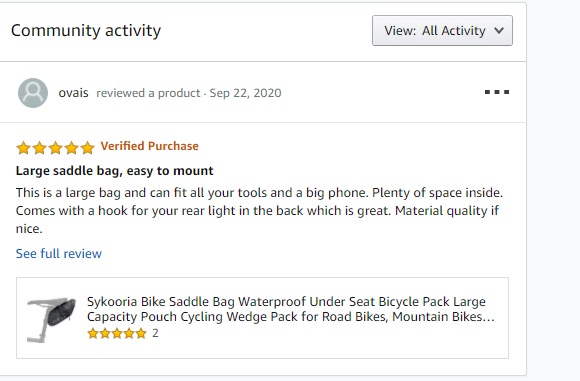 Community activity
View: All Activity
ovais reviewed a product · Sep 22, 2020
Verified Purchase
Large saddle bag, easy to mount
This is a large bag and can fit all your tools and a big phone. Plenty of space inside.
Comes with a hook for your rear light in the back which is great. Material quality if
nice.
See full review
Sykooria Bike Saddle Bag Waterproof Under Seat Bicycle Pack Large
Capacity Pouch Cycling Wedge Pack for Road Bikes, Mountain Bikes...
2